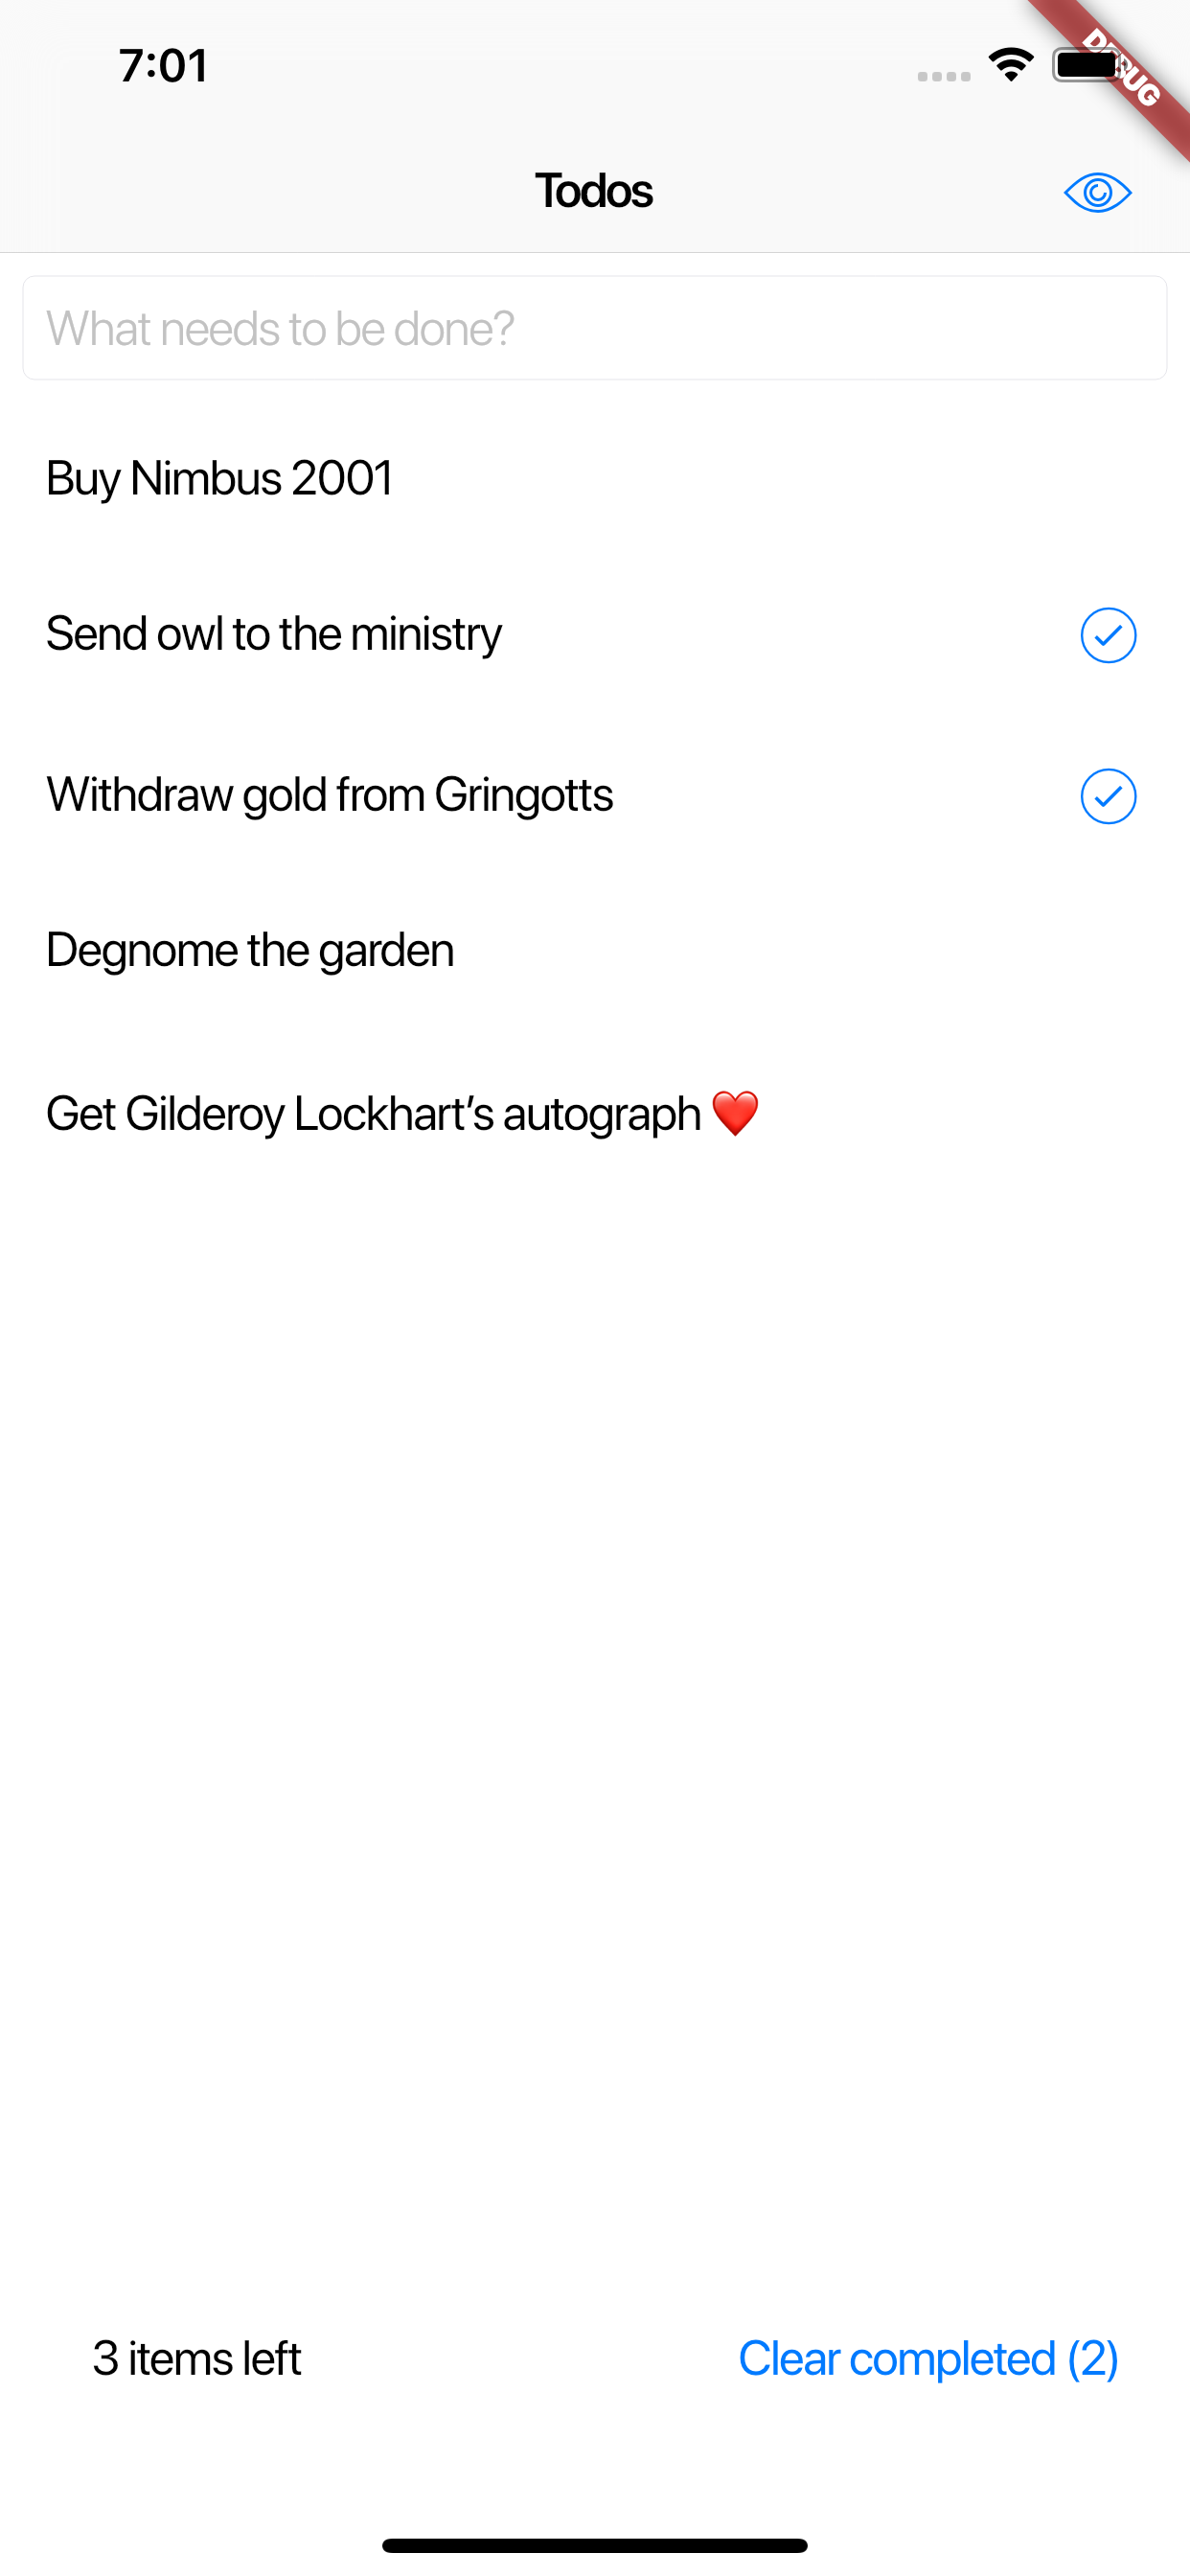 7:01
DEBUG
Todos
What needs to be done?
Buy Nimbus 2001
Send owl to the ministry
Withdraw gold from Gringotts
Degnome the garden
Get Gilderoy Lockhart’s autograph ❤️
3 items left
Clear completed (2)